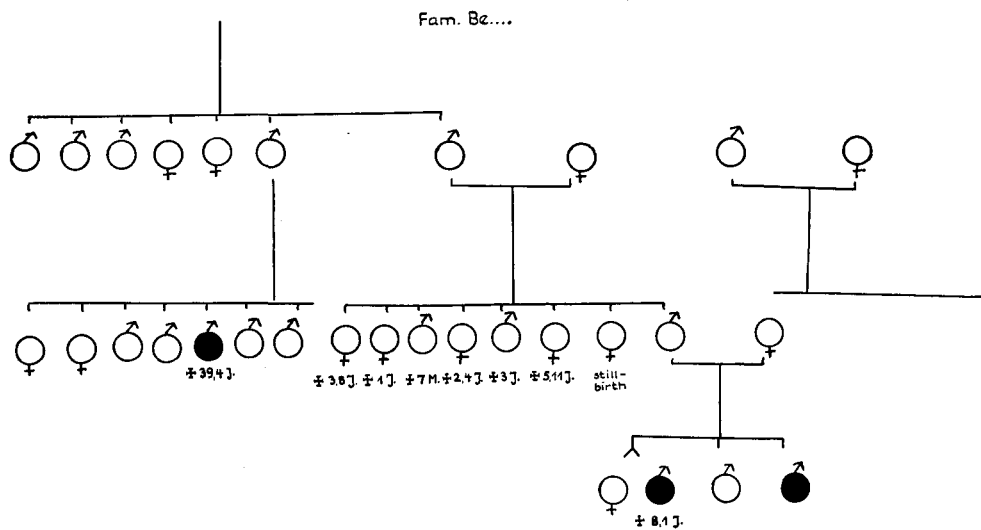 Fam. Be....
✠ 39,4 J.
✠ 3,8 J. ✠ 1 J. ✠ 7 M. ✠ 2,4 J. ✠ 3 J. ✠ 5,11 J. still-
birth
✠ 8,1 J.